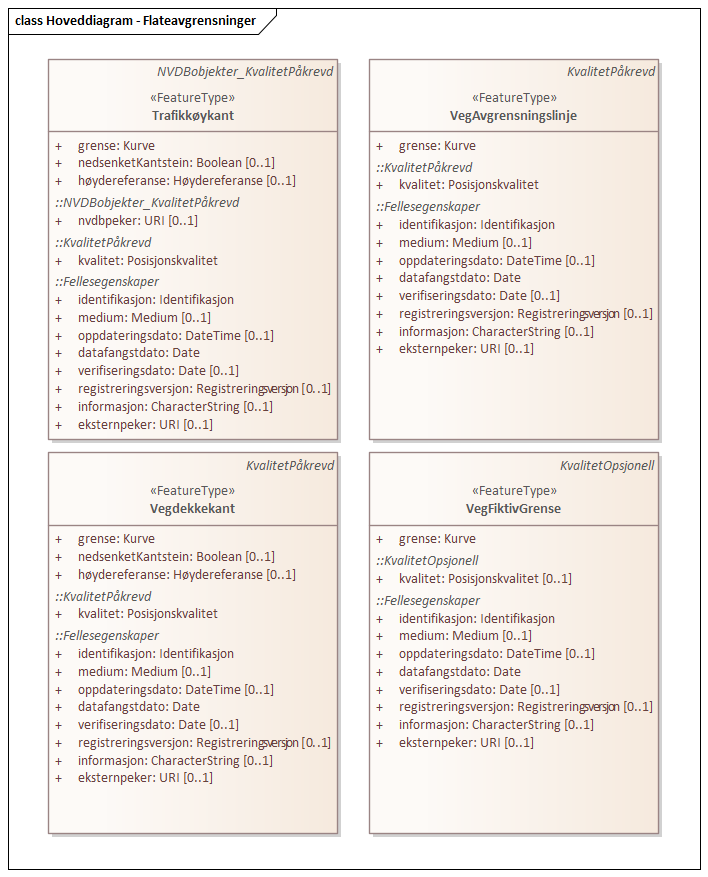 class Hoveddiagram - Flateavgrensninger
NVDBobjekter_KvalitetPåkrevd
«FeatureType»
Trafikkøykant
+ grense: Kurve
+ nedsenketKantstein: Boolean [0..1]
+ høydereferanse: Høydereferanse [0..1]
::NVDBobjekter_KvalitetPåkrevd
+ nvdbpeker: URI [0..1]
::KvalitetPåkrevd
+ kvalitet: Posisjonskvalitet
::Fellesegenskaper
+ identifikasjon: Identifikasjon
+ medium: Medium [0..1]
+ oppdateringsdato: DateTime [0..1]
+ datafangstdato: Date
+ verifiseringsdato: Date [0..1]
+ registreringsversjon: Registreringsversjon [0..1]
+ informasjon: CharacterString [0..1]
+ eksternpeker: URI [0..1]
KvalitetPåkrevd
«FeatureType»
VegAvgrensningslinje
+ grense: Kurve
::KvalitetPåkrevd
+ kvalitet: Posisjonskvalitet
::Fellesegenskaper
+ identifikasjon: Identifikasjon
+ medium: Medium [0..1]
+ oppdateringsdato: DateTime [0..1]
+ datafangstdato: Date
+ verifiseringsdato: Date [0..1]
+ registreringsversjon: Registreringsversjon [0..1]
+ informasjon: CharacterString [0..1]
+ eksternpeker: URI [0..1]
KvalitetPåkrevd
«FeatureType»
Vegdekkekant
+ grense: Kurve
+ nedsenketKantstein: Boolean [0..1]
+ høydereferanse: Høydereferanse [0..1]
::KvalitetPåkrevd
+ kvalitet: Posisjonskvalitet
::Fellesegenskaper
+ identifikasjon: Identifikasjon
+ medium: Medium [0..1]
+ oppdateringsdato: DateTime [0..1]
+ datafangstdato: Date
+ verifiseringsdato: Date [0..1]
+ registreringsversjon: Registreringsversjon [0..1]
+ informasjon: CharacterString [0..1]
+ eksternpeker: URI [0..1]
KvalitetOpsjonell
«FeatureType»
VegFiktivGrense
+ grense: Kurve
::KvalitetOpsjonell
+ kvalitet: Posisjonskvalitet [0..1]
::Fellesegenskaper
+ identifikasjon: Identifikasjon
+ medium: Medium [0..1]
+ oppdateringsdato: DateTime [0..1]
+ datafangstdato: Date
+ verifiseringsdato: Date [0..1]
+ registreringsversjon: Registreringsversjon [0..1]
+ informasjon: CharacterString [0..1]
+ eksternpeker: URI [0..1]